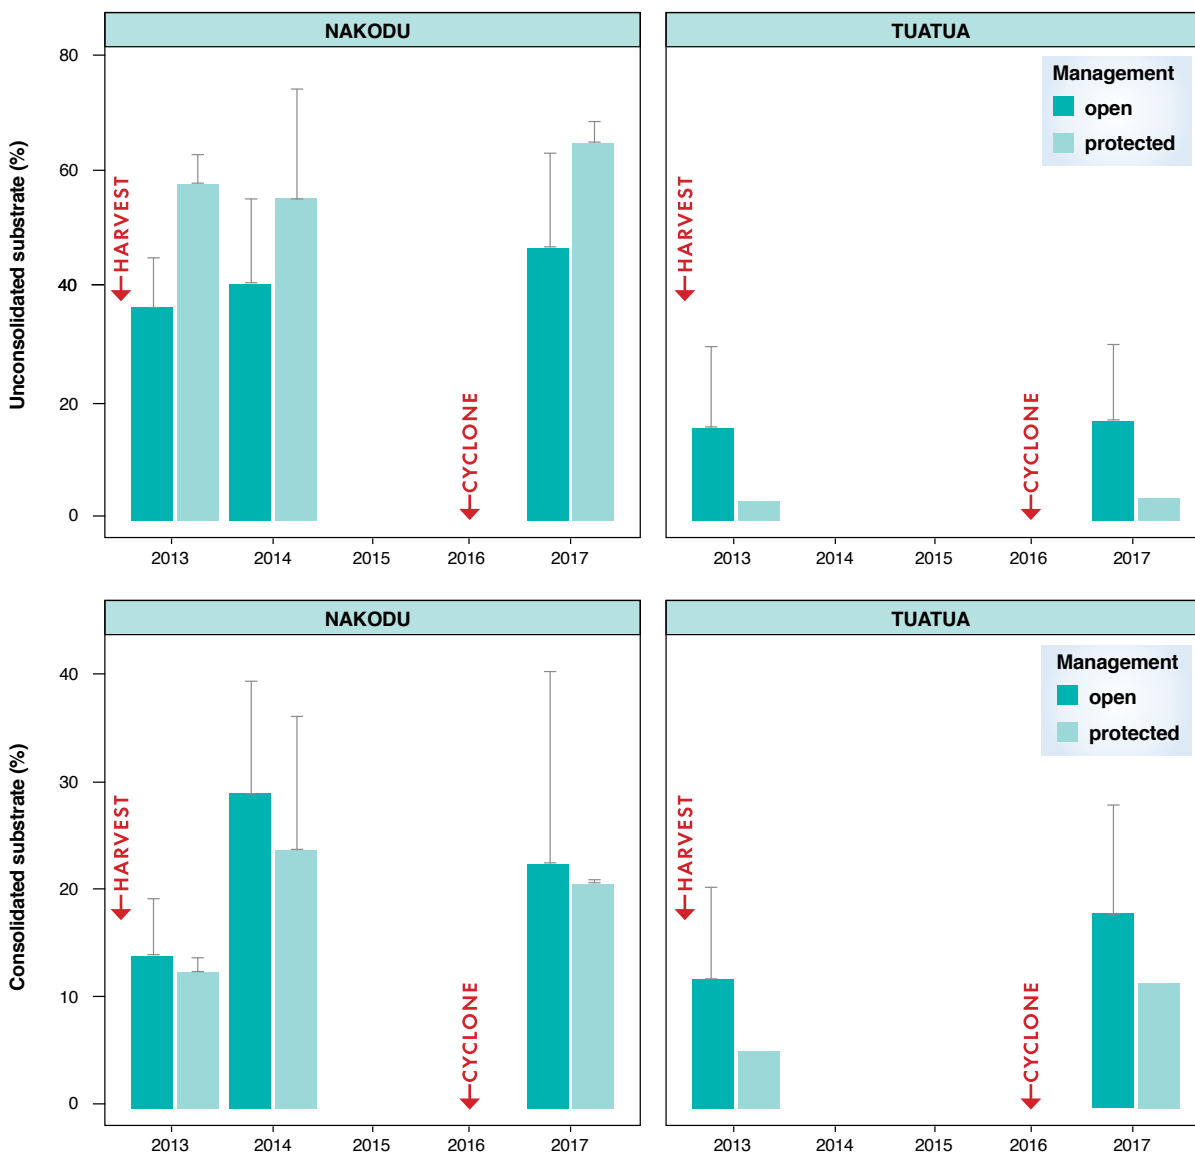 NAKODU
TUATUA
Unconsolidated substrate (%)
80
60
40
20
0
HARVEST
CYCLONE
HARVEST
CYCLONE
Management
open
protected
2013 2014 2015 2016 2017
2013 2014 2015 2016 2017
NAKODU
TUATUA
Consolidated substrate (%)
40
30
20
10
0
HARVEST
CYCLONE
HARVEST
CYCLONE
Management
open
protected
2013 2014 2015 2016 2017
2013 2014 2015 2016 2017